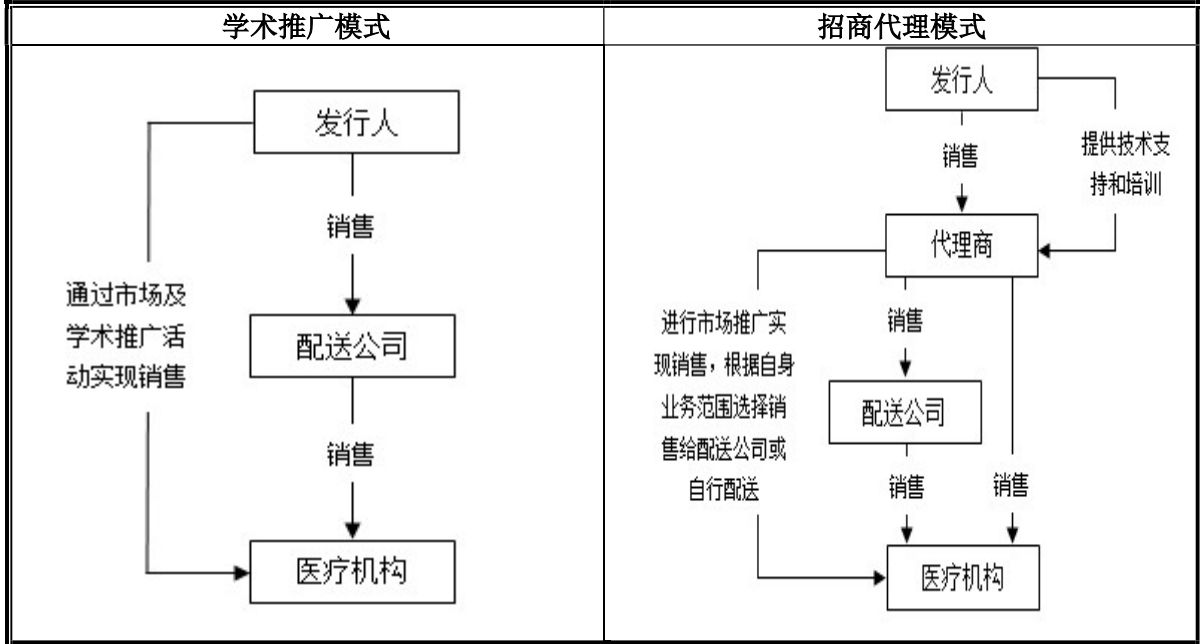 学术推广模式
招商代理模式
发行人
销售
配送公司
通过市场及
学术推广活
动实现销售
销售
医疗机构
发行人
销售
提供技术支
持和培训
代理商
进行市场推广实
现销售，根据自身
业务范围选择销
售给配送公司或
自行配送
销售
配送公司
销售
销售
医疗机构